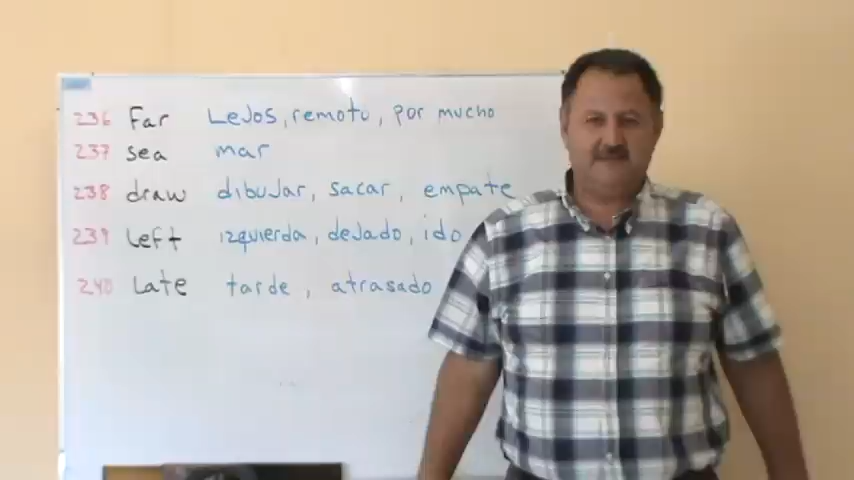 236 Far Lejos, remoto, por mucho
237 sea mar
238 draw dibujar, sacar, empate
239 Left izquierda, dejado, ido
240 Late tarde, atrasado